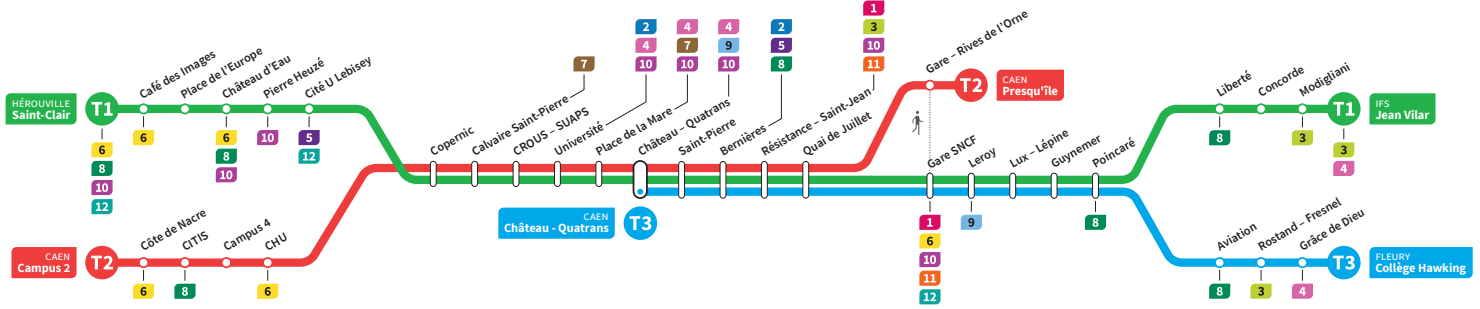 HÉROUVILLE
Saint-Clair
T1
6
8
10
12
Café des Images
6
Place de l'Europe
Château d'Eau
6
8
10
Pierre Heuzé
10
Cité U Lebisey
5
12
CAEN
Campus 2
T2
Côte de Nacre
6
CITIS
8
Campus 4
CHU
6
Copernic
Calvaire Saint-Pierre
7
CROUS – SUAPS
Université
2
4
10
Place de la Mare
4
7
10
Château – Quatrans
4
9
10
CAEN
Château - Quatrans
T3
Saint-Pierre
Bernières
2
5
8
Résistance – Saint-Jean
1
3
10
11
Quai de Juillet
Gare – Rives de l'Orne
T2
CAEN
Presqu'île
Gare SNCF
1
6
10
11
12
Leroy
9
Lux – Lépine
Guynemer
Poincaré
8
Liberté
8
Concorde
Modigliani
3
T1
3
4
IFS
Jean Vilar
Aviation
8
Rostand – Fresnel
3
Grâce de Dieu
4
T3
FLEURY
Collège Hawking